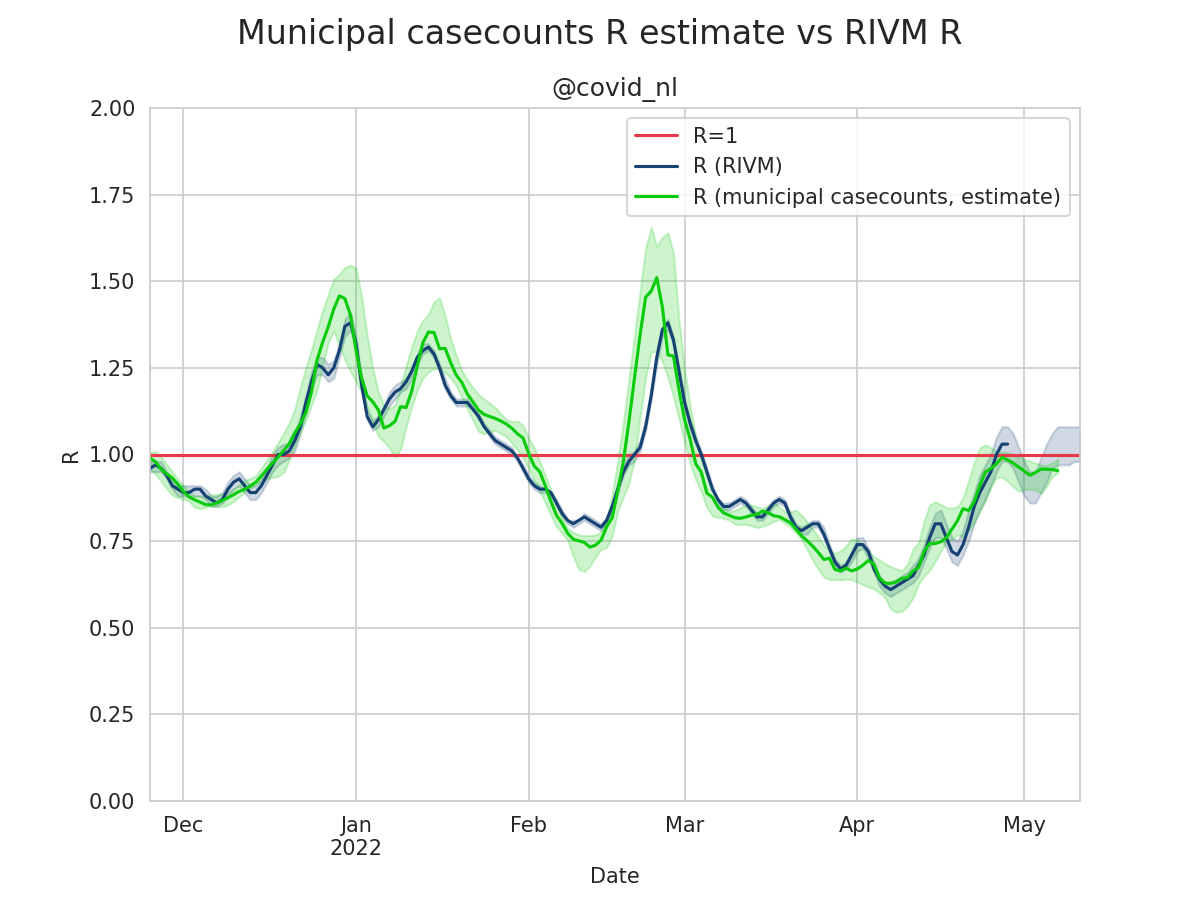 Municipal casecounts R estimate vs RIVM R
@covid_nl
R=1
R (RIVM)
R (municipal casecounts, estimate)
2.00
1.75
1.50
1.25
1.00
0.75
0.50
0.25
0.00
R
Dec
Jan
2022
Feb
Mar
Apr
May
Date